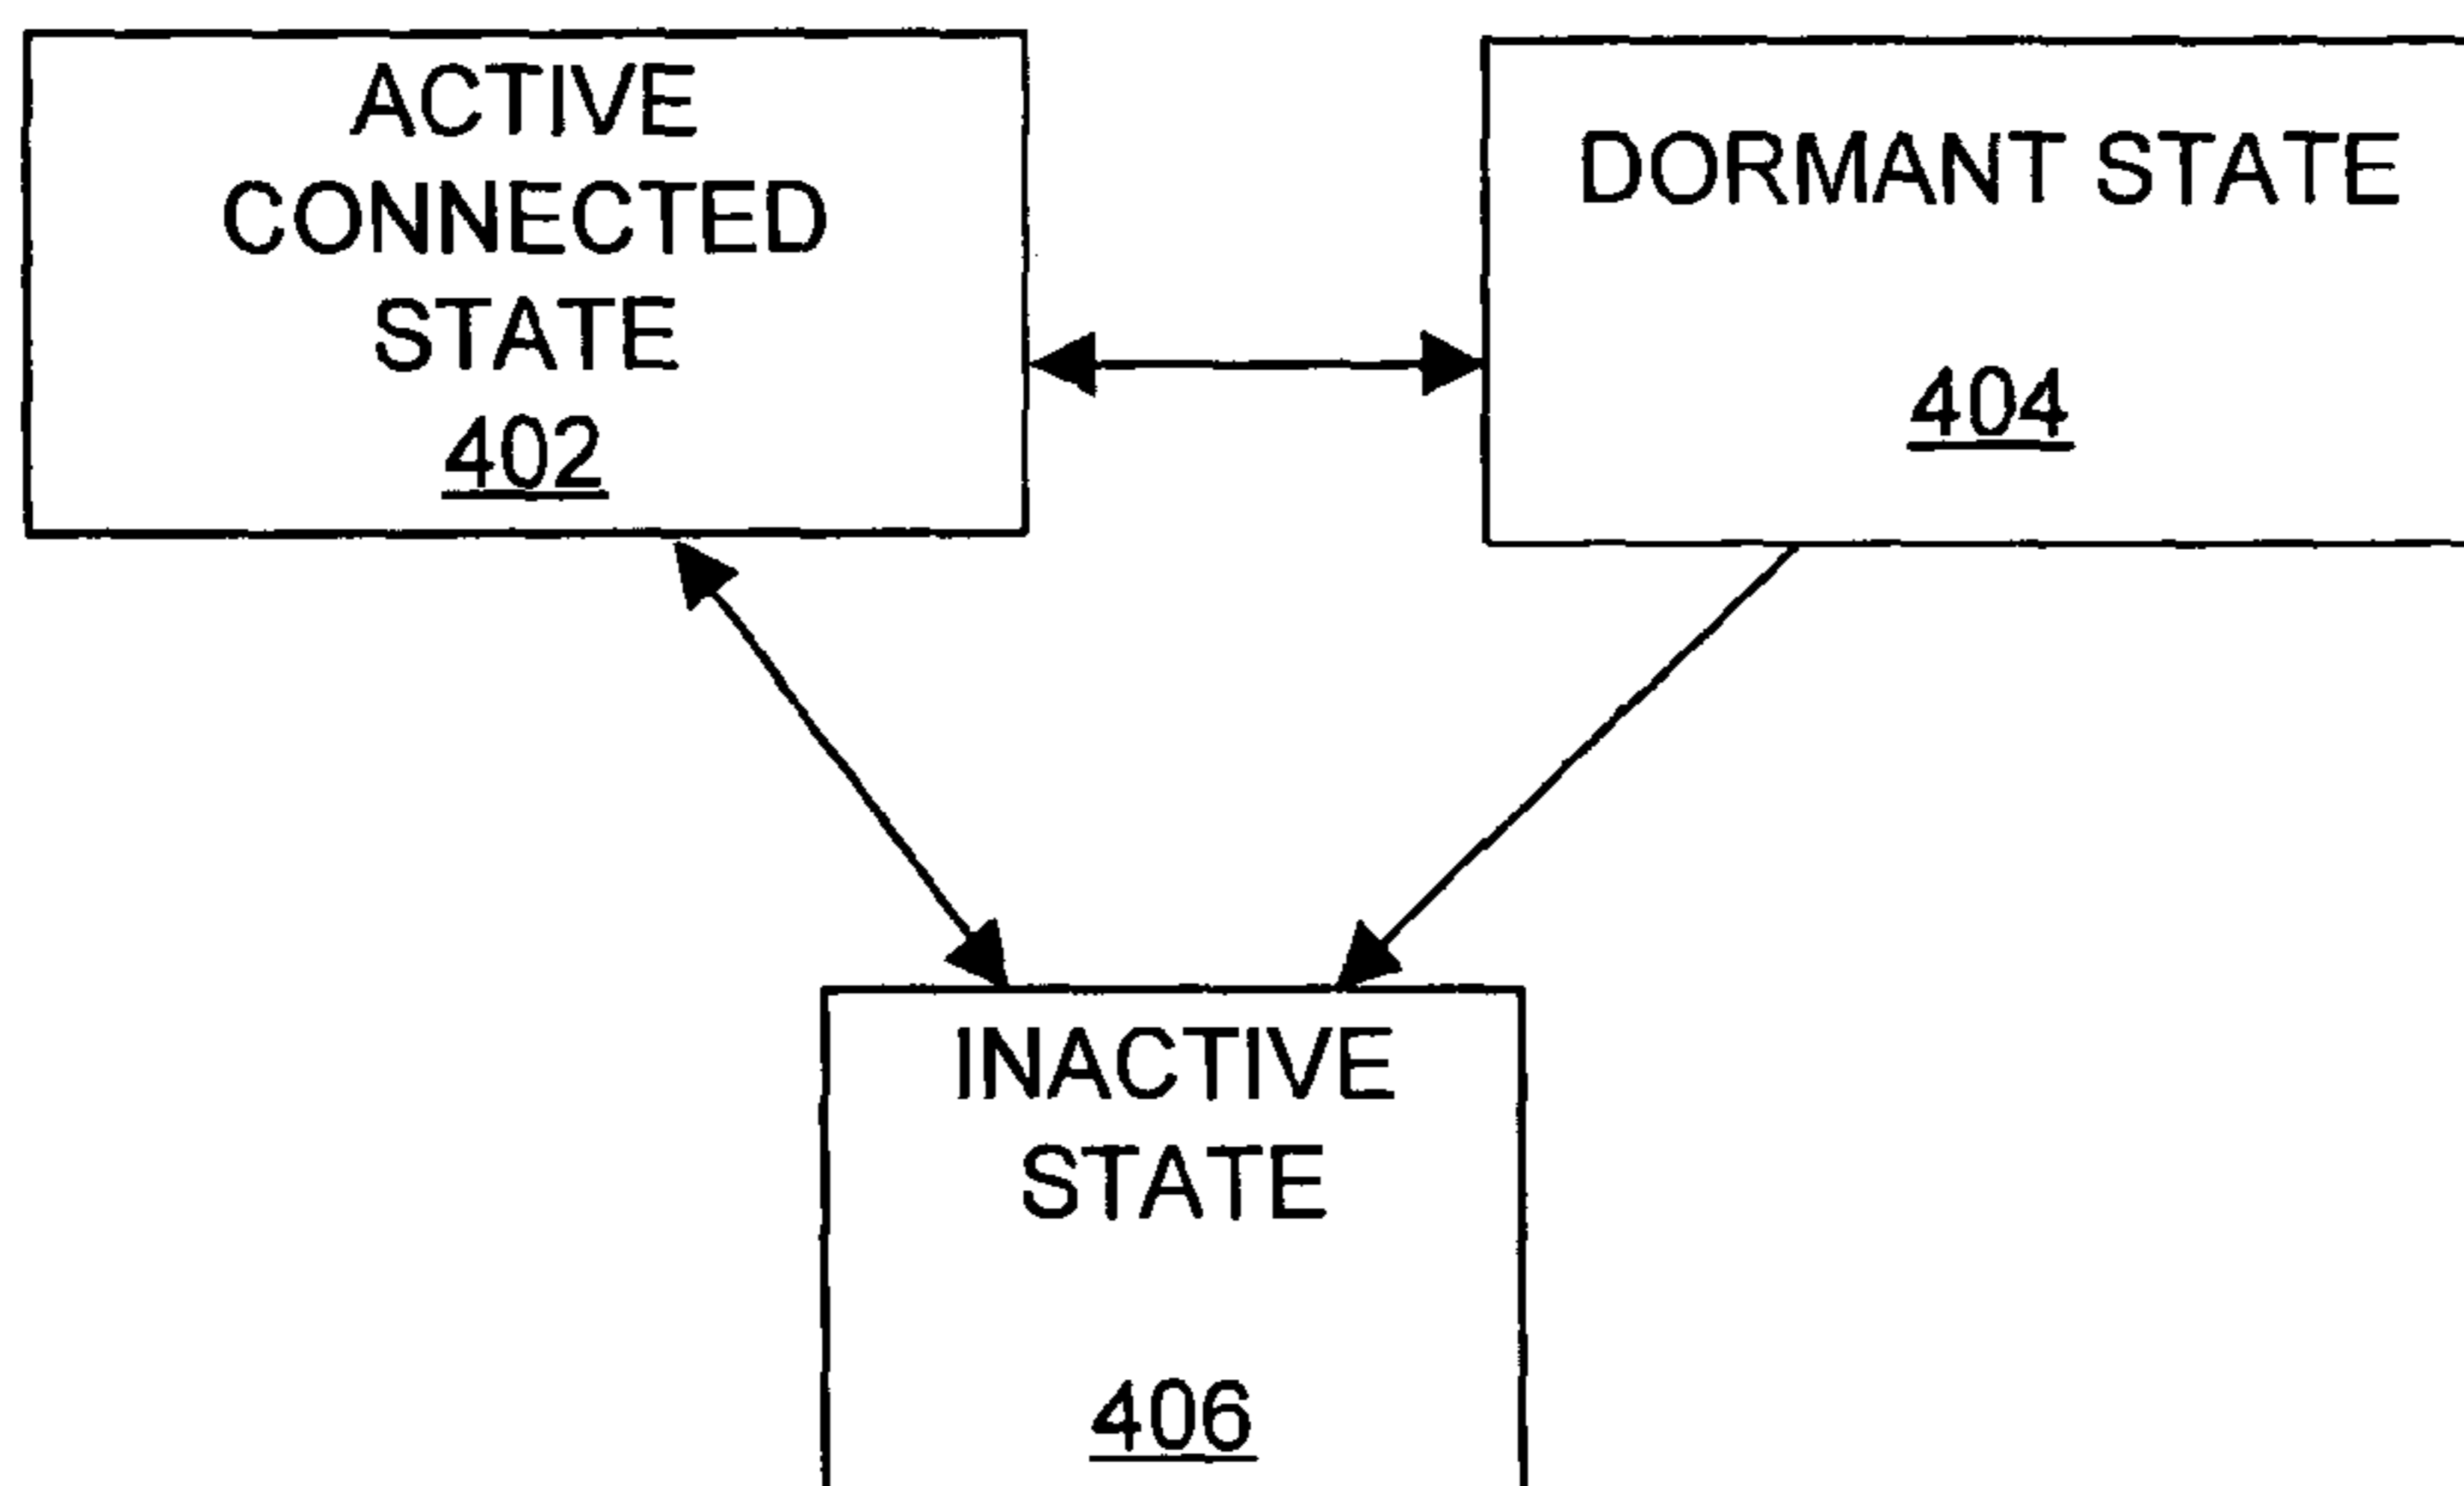 ACTIVE
CONNECTED
STATE
402
DORMANT STATE
404
INACTIVE
STATE
406